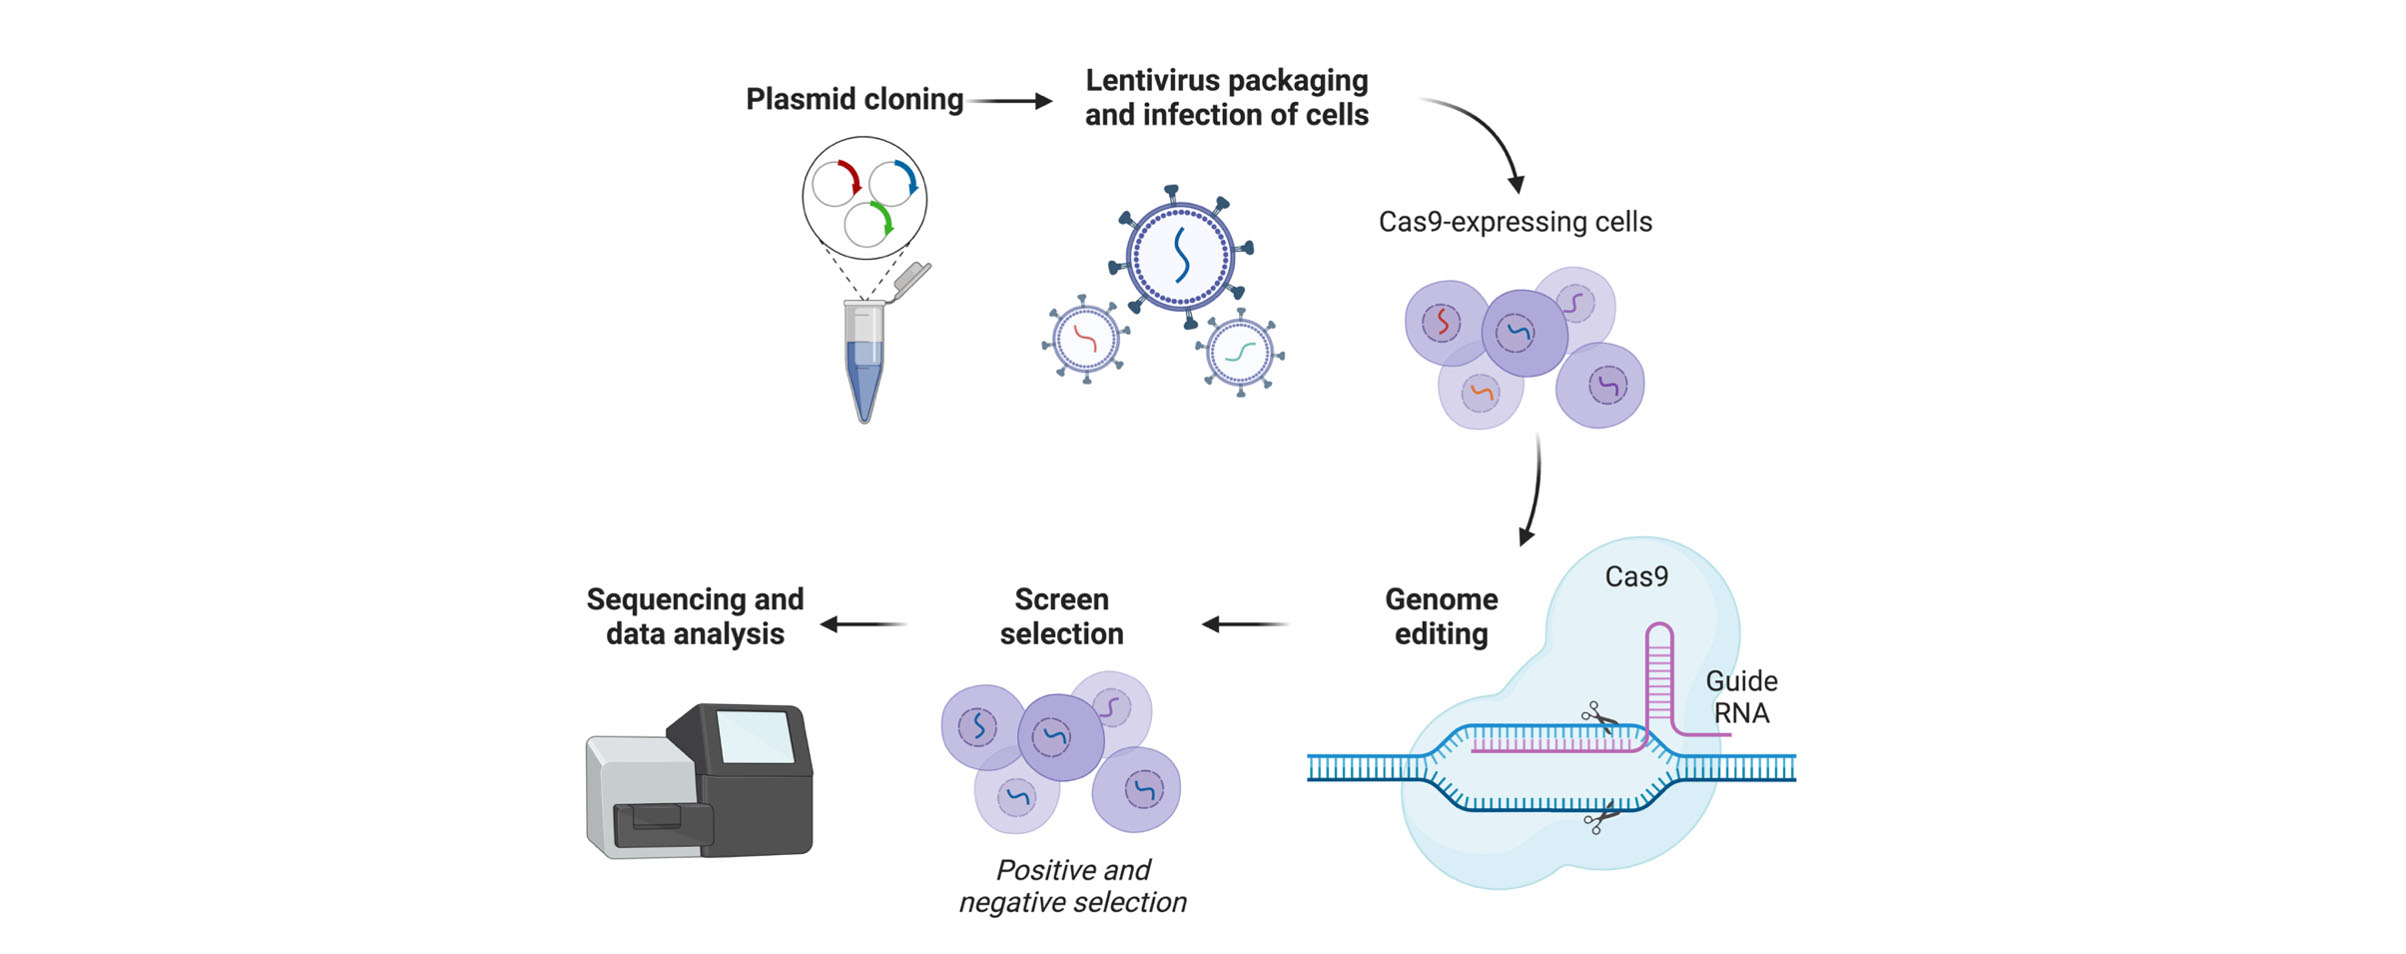 Plasmid cloning
Lentivirus packaging
and infection of cells
Cas9-expressing cells
Cas9
Guide
RNA
Genome
editing
Screen
selection
Positive and
negative selection
Sequencing and
data analysis